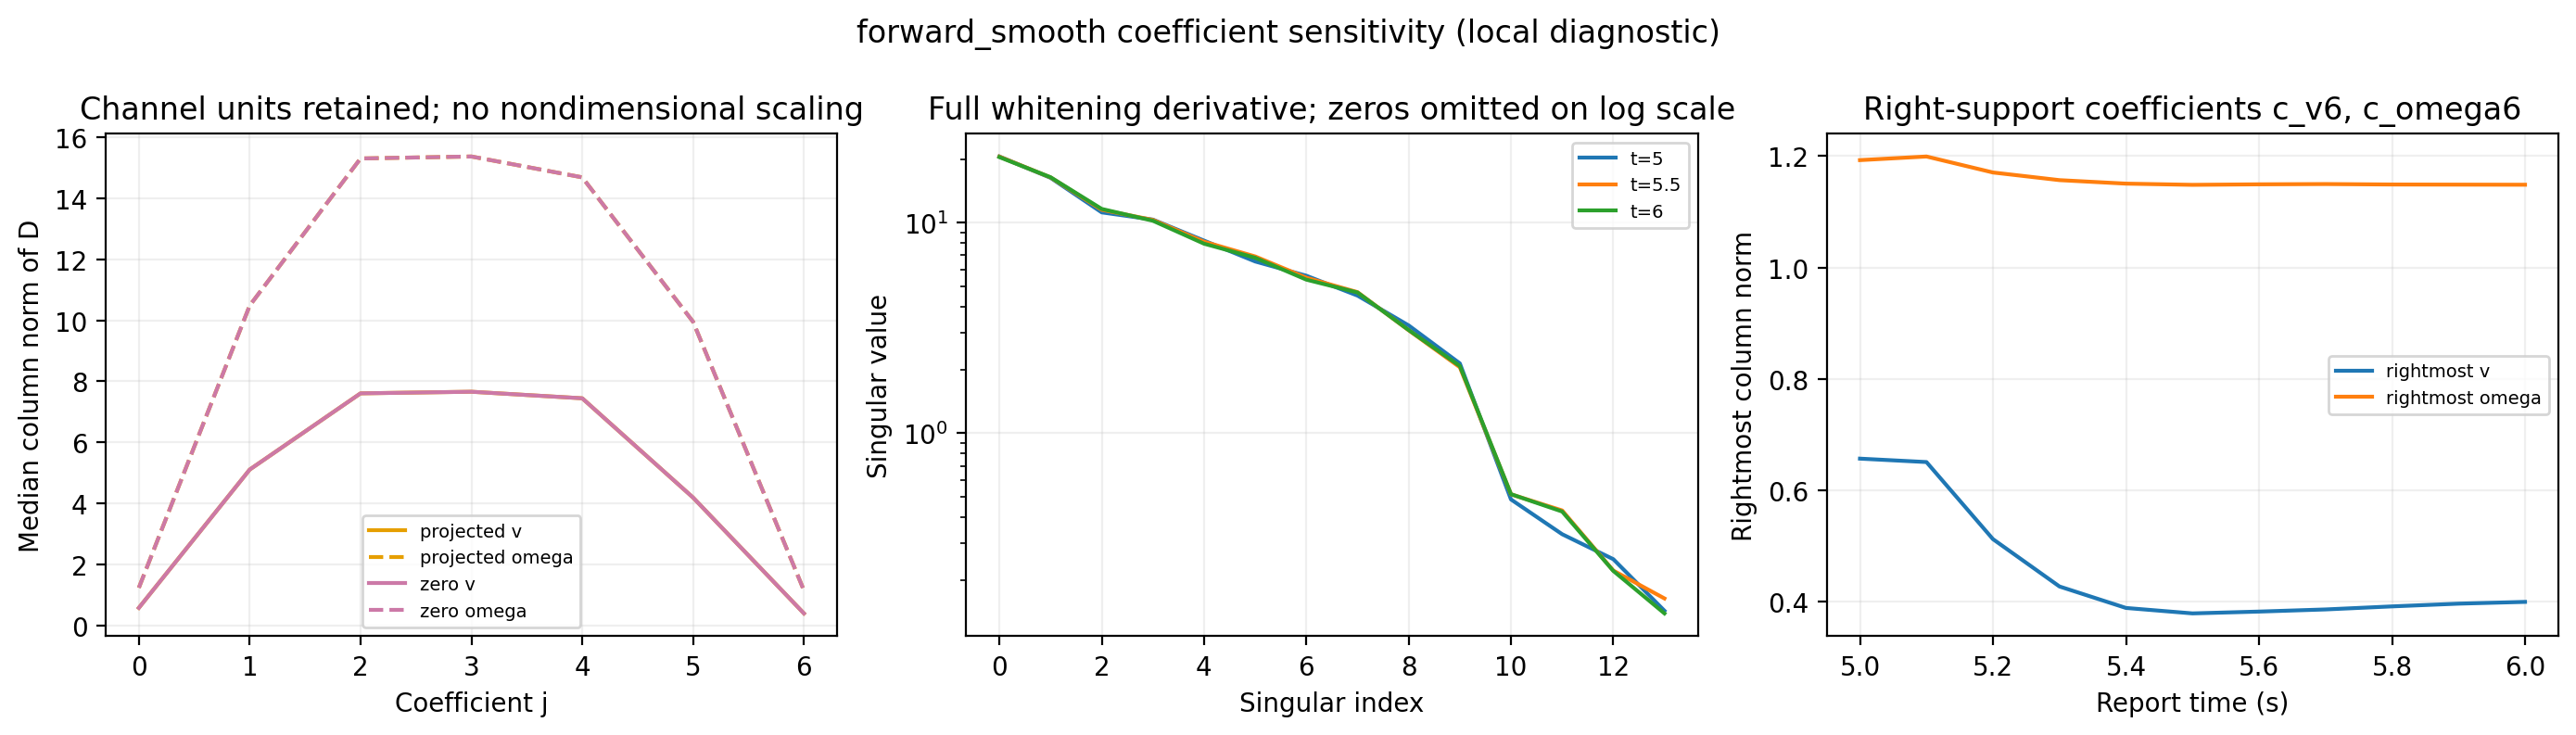 forward_smooth coefficient sensitivity (local diagnostic)
Channel units retained; no nondimensional scaling
Median column norm of D
16
14
12
10
8
6
4
2
0
projected v
projected omega
zero v
zero omega
0 1 2 3 4 5 6
Coefficient j
Full whitening derivative; zeros omitted on log scale
Singular value
10¹
10⁰
t=5
t=5.5
t=6
0 2 4 6 8 10 12
Singular index
Right-support coefficients c_v6, c_omega6
Rightmost column norm
1.2
1.0
0.8
0.6
0.4
rightmost v
rightmost omega
5.0 5.2 5.4 5.6 5.8 6.0
Report time (s)